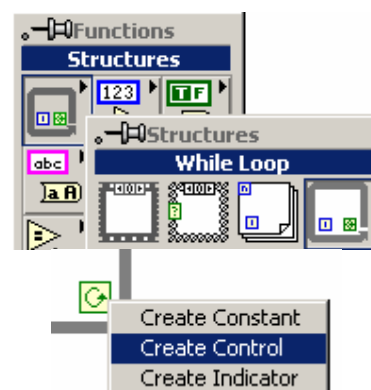 Functions
Structures
123 TF
abc
a A
Structures
While Loop
Create Constant
Create Control
Create Indicator